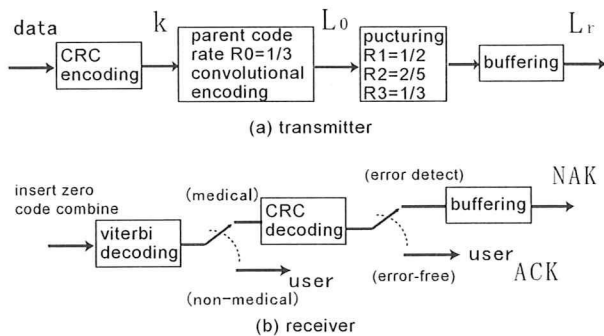 data
CRC
encoding
k
parent code
rate R0=1/3
convolutional
encoding
L₀
pucturing
R1=1/2
R2=2/5
R3=1/3
buffering
Lᵣ
(a) transmitter
insert zero
code combine
viterbi
decoding
(medical)
(non-medical)
user
CRC
decoding
(error detect)
(error-free)
buffering
NAK
user
ACK
(b) receiver